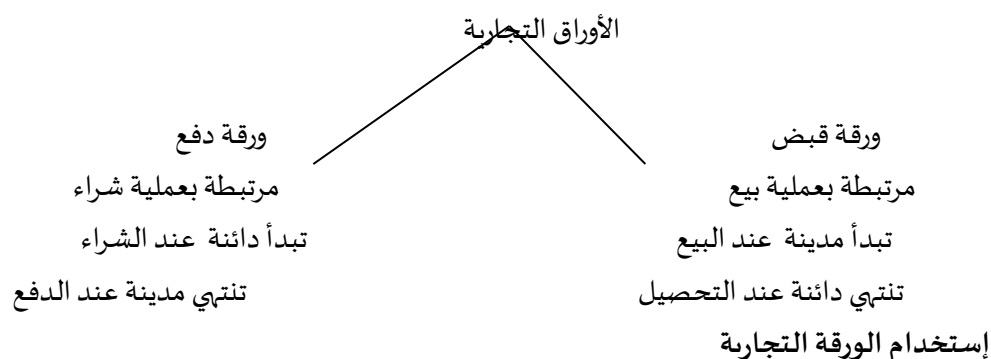 الأوراق التجارية
ورقة قبض
ورقة دفع
مرتبطة بعملية بيع
مرتبطة بعملية شراء
تبدأ مدينة عند البيع
تبدأ دائنة عند الشراء
تنتهي دائنة عند التحصيل
تنتهي مدينة عند الدفع
إستخدام الورقة التجارية